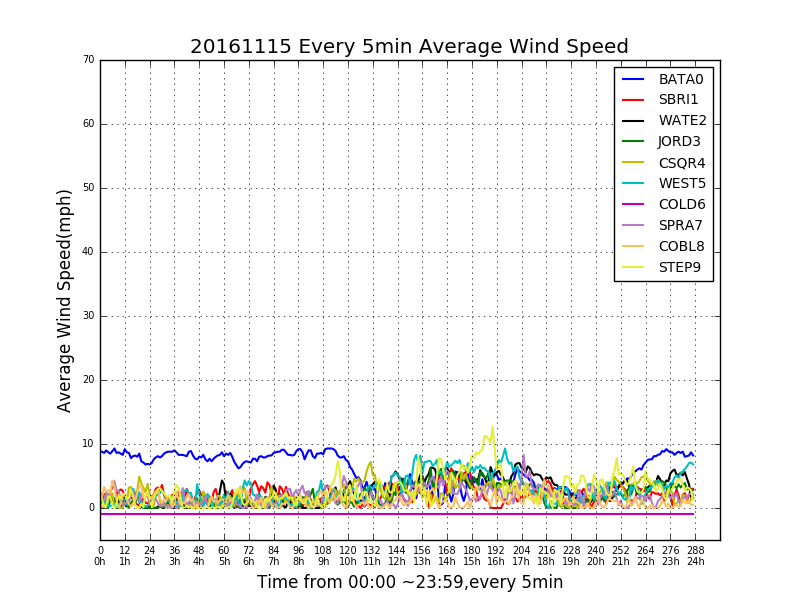 20161115 Every 5min Average Wind Speed
70
60
50
40
30
20
10
0
Average Wind Speed(mph)
BATA0
SBRI1
WATE2
JORD3
CSQR4
WEST5
COLD6
SPRA7
COBL8
STEP9
0 12 24 36 48 60 72 84 96 108 120 132 144 156 168 180 192 204 216 228 240 252 264 276 288
0h 1h 2h 3h 4h 5h 6h 7h 8h 9h 10h 11h 12h 13h 14h 15h 16h 17h 18h 19h 20h 21h 22h 23h 24h
Time from 00:00 ~23:59,every 5min